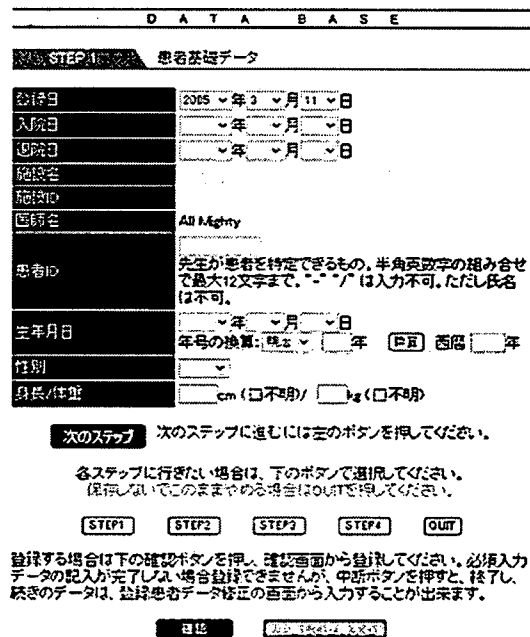 DATA BASE
STEP 1 患者基礎データ
登録日 2005 年 3 月 11 日
入院日 年 月 日
退院日 年 月 日
施設名
施設ID
医師名 All Mighty
患者ID
先生が患者を特定できるもの。半角英数字の組み合せ
で最大12文字まで。"-" "/" は入力不可。ただし氏名
は不可。
生年月日 年 月 日
年号の換算: 年 西暦 年
性別
身長/体重 cm (□不明)/ kg (□不明)
次のステップ 次のステップに進むには左のボタンを押してください。
各ステップに行きたい場合は、下のボタンで選択してください。
保存しないでこのままやめる場合はQUITを押してください。
STEP1 STEP2 STEP3 STEP4 QUIT
登録する場合は下の確認ボタンを押し、確認画面から登録してください。必須入力
データの記入が完了しない場合登録できませんが、中断ボタンを押すと、終了し、
続きのデータは、登録患者データ修正の画面から入力することが出来ます。
確認